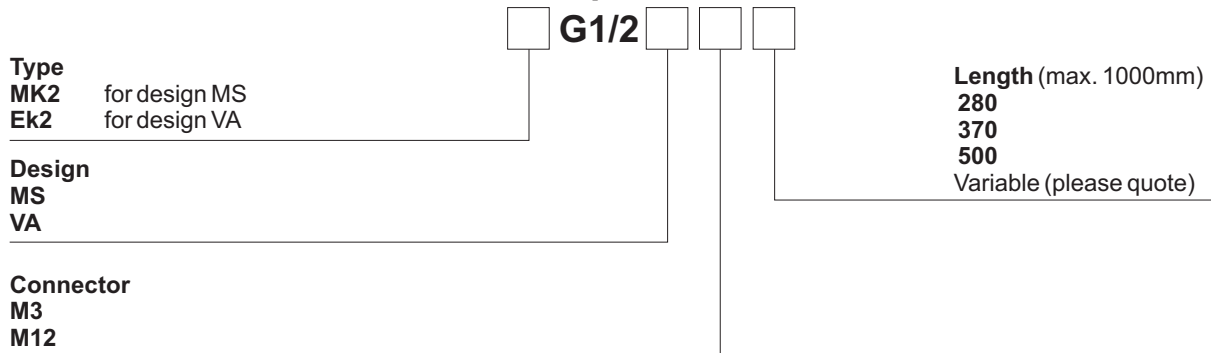 G1/2
Type
MK2 for design MS
Ek2 for design VA
Design
MS
VA
Connector
M3
M12
Length (max. 1000mm)
280
370
500
Variable (please quote)